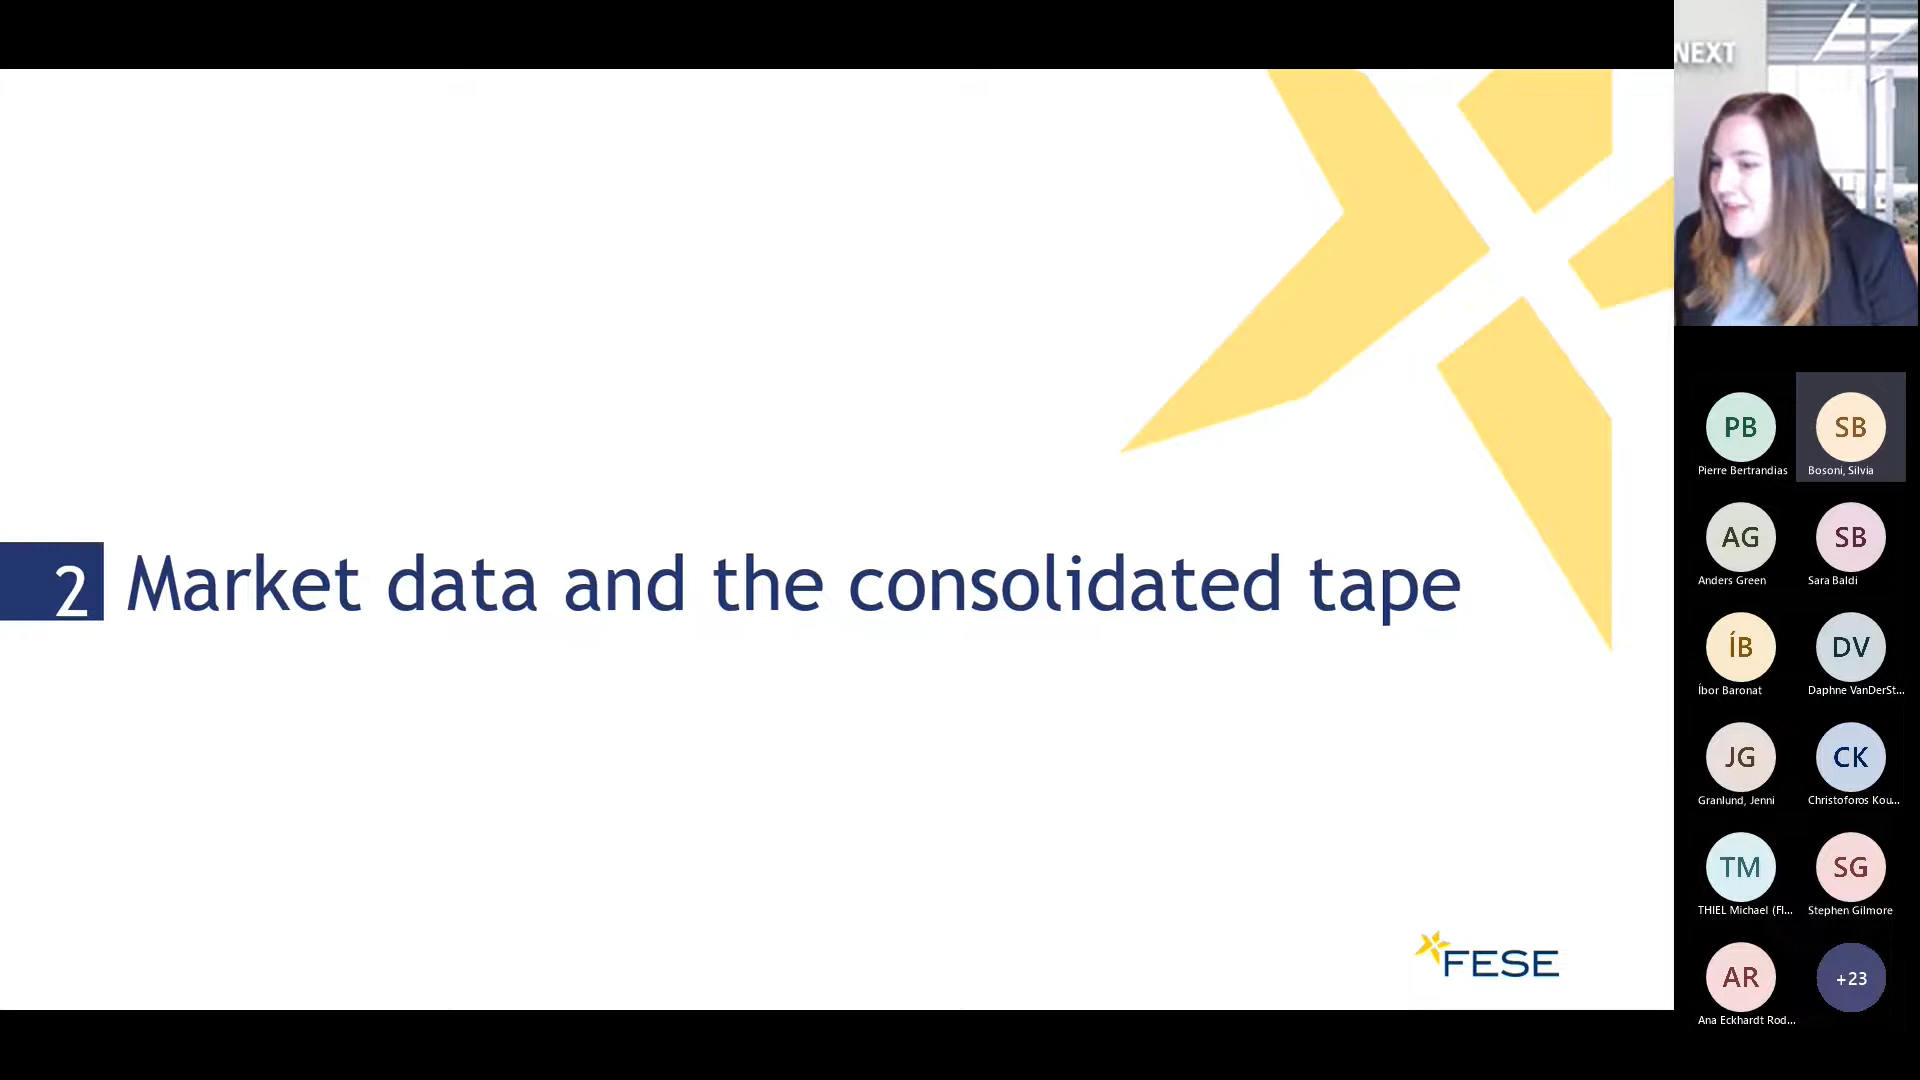 NEXT
2 Market data and the consolidated tape
FESE
PB
Pierre Bertrandias
SB
Bosoni, Silvia
AG
Anders Green
SB
Sara Baldi
ÍB
Íbor Baronat
DV
Daphne VanDerSt...
JG
Granlund, Jenni
CK
Christoforos Kou...
TM
THIEL Michael (FI...
SG
Stephen Gilmore
AR
Ana Eckhardt Rod...
+23